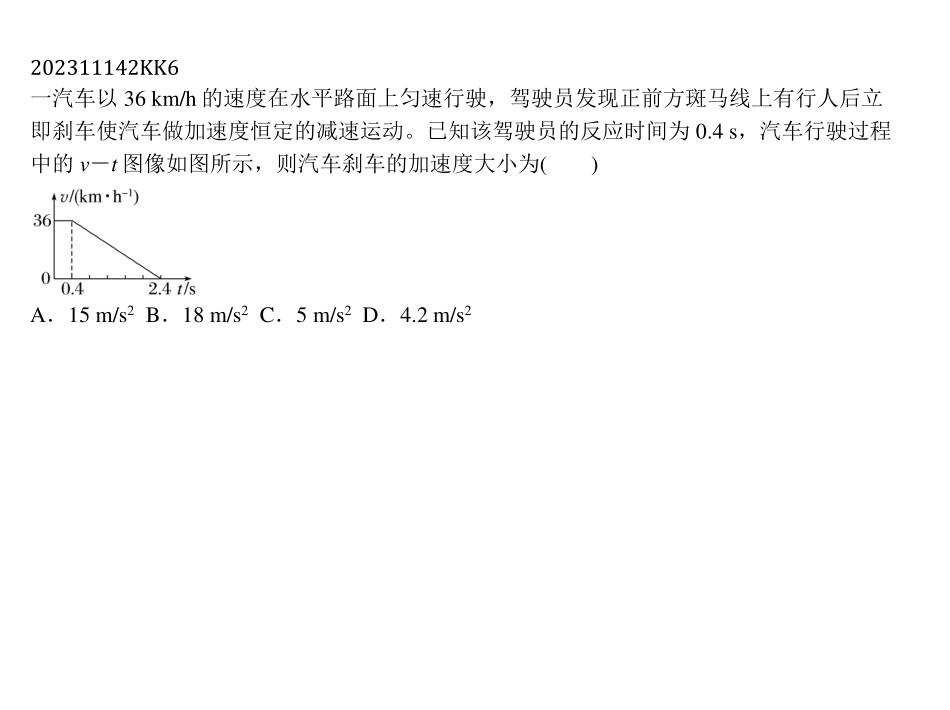 202311142KK6
一汽车以 36 km/h 的速度在水平路面上匀速行驶，驾驶员发现正前方斑马线上有行人后立
即刹车使汽车做加速度恒定的减速运动。已知该驾驶员的反应时间为 0.4 s，汽车行驶过程
中的 v－t 图像如图所示，则汽车刹车的加速度大小为(　　)
v/(km·h⁻¹)
36
0
0.4 2.4 t/s
A．15 m/s² B．18 m/s² C．5 m/s² D．4.2 m/s²